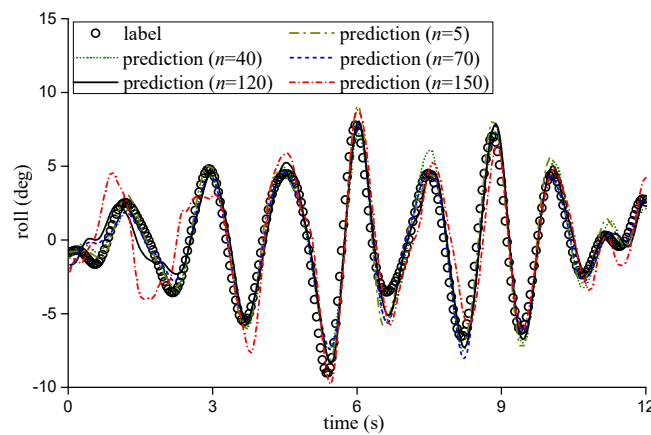 15
label
prediction (n=5)
prediction (n=40)
prediction (n=70)
prediction (n=120)
prediction (n=150)
10
5
0
-5
-10
roll (deg)
0
3
6
9
12
time (s)